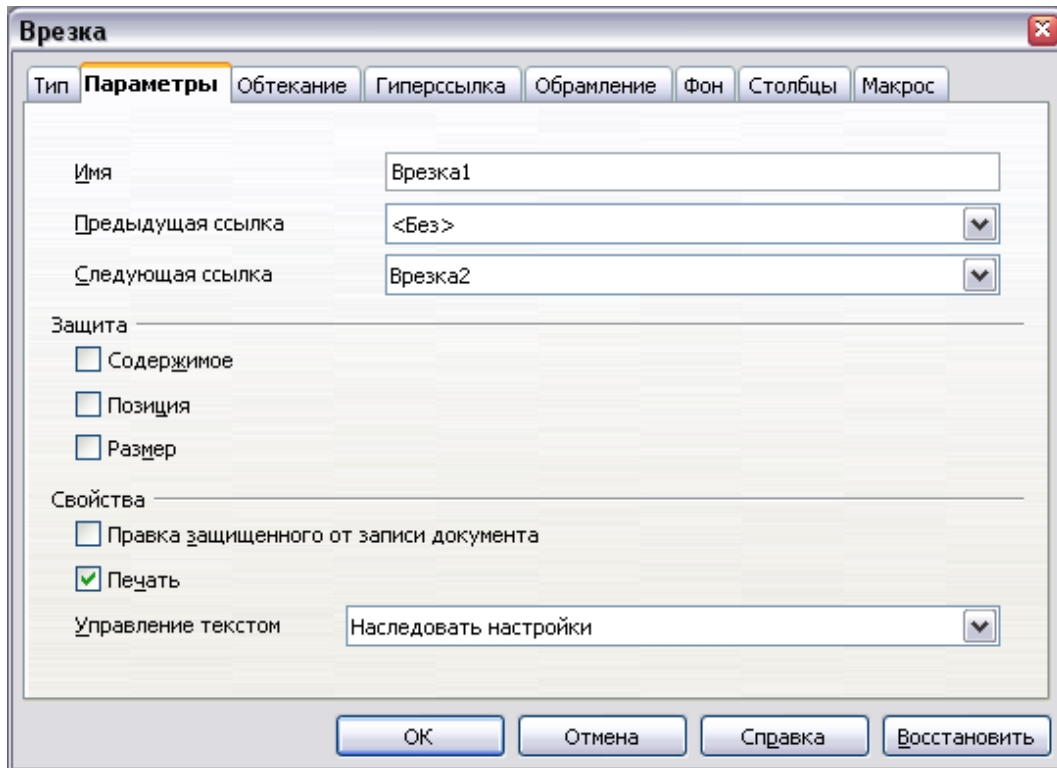 Врезка
Тип Параметры Обтекание Гиперссылка Обрамление Фон Столбцы Макрос
Имя Врезка1
Предыдущая ссылка <Без>
Следующая ссылка Врезка2
Защита
Содержимое
Позиция
Размер
Свойства
Правка защищенного от записи документа
Печать
Управление текстом Наследовать настройки
ОК Отмена Справка Восстановить